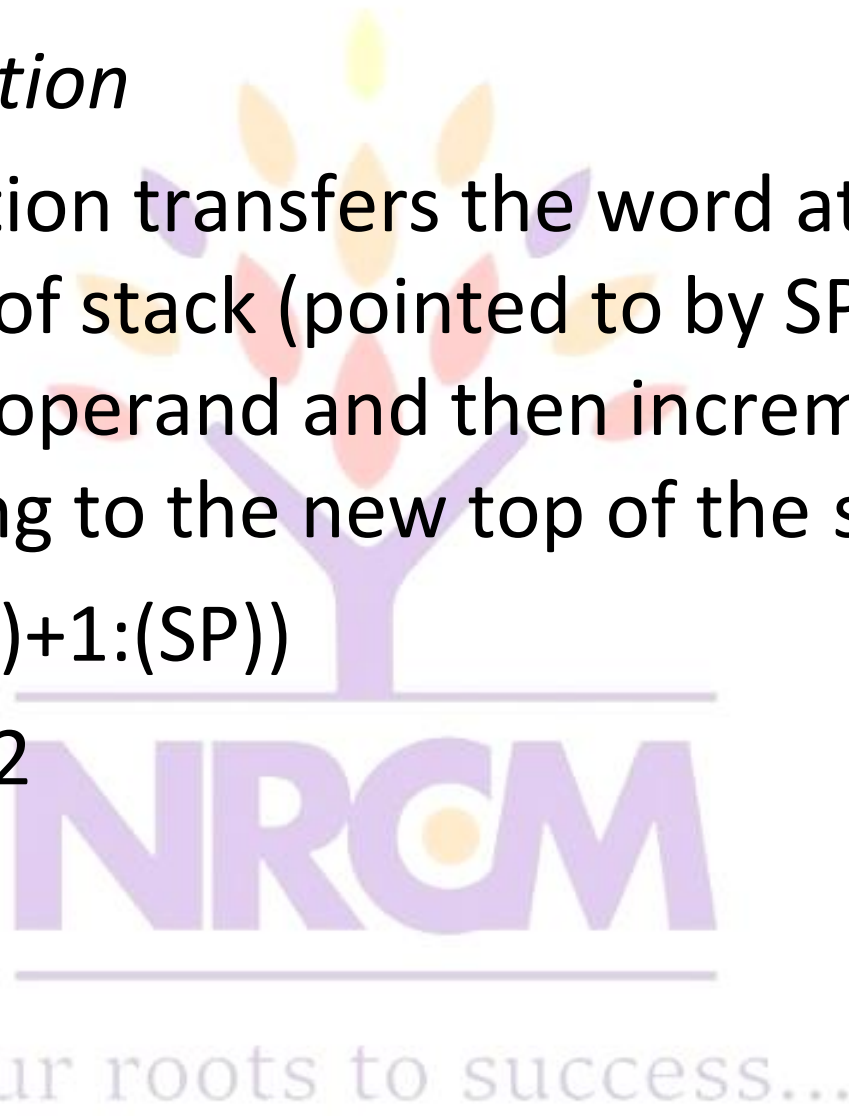 tion
tion transfers the word at
of stack (pointed to by SP
operand and then increm
ng to the new top of the s
)+1:(SP))
2
NRCM
ur roots to success...